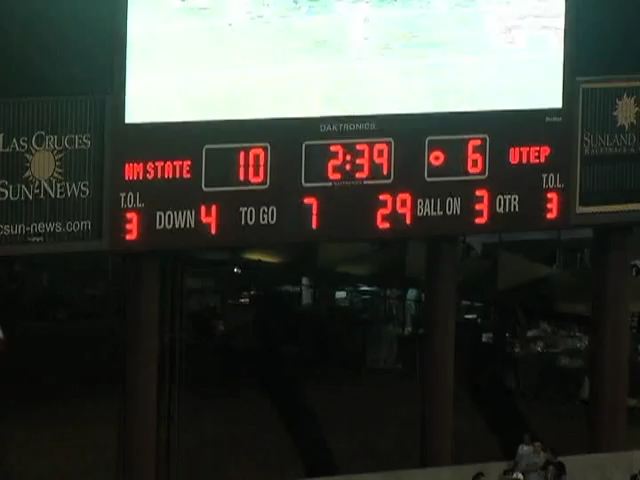 DAKTRONICS
LAS CRUCES
SUN-NEWS
csun-news.com
NM STATE 10 2:39 6 UTEP
T.O.L. 3 DOWN 4 TO GO 7 29 BALL ON 3 QTR T.O.L. 3
SUNLAND